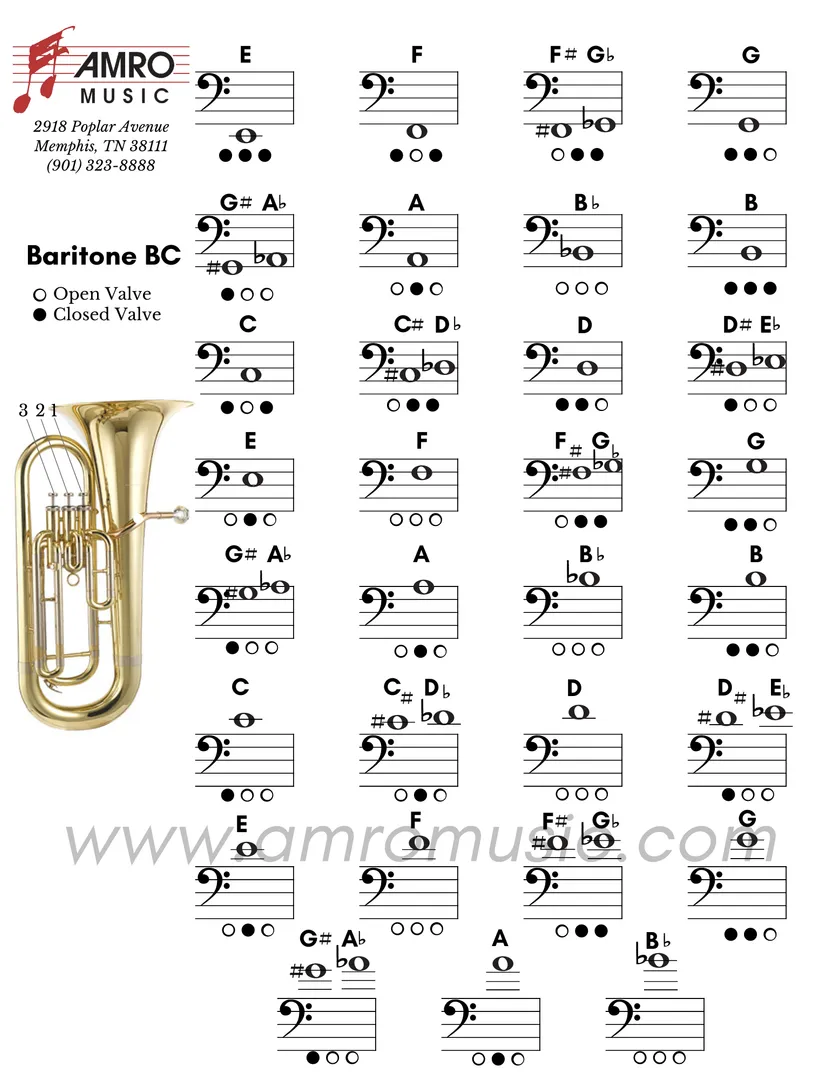 AMRO
MUSIC
2918 Poplar Avenue
Memphis, TN 38111
(901) 323-8888
E F F# G♭ G
Baritone BC
Open Valve
Closed Valve
G# A♭ A B♭ B
C C# D♭ D D# E♭
3 2 1
E F F# G♭ G
G# A♭ A B♭ B
C C# D♭ D D# E♭
E F F# G♭ G
www.amromusic.com
G# A♭ A B♭